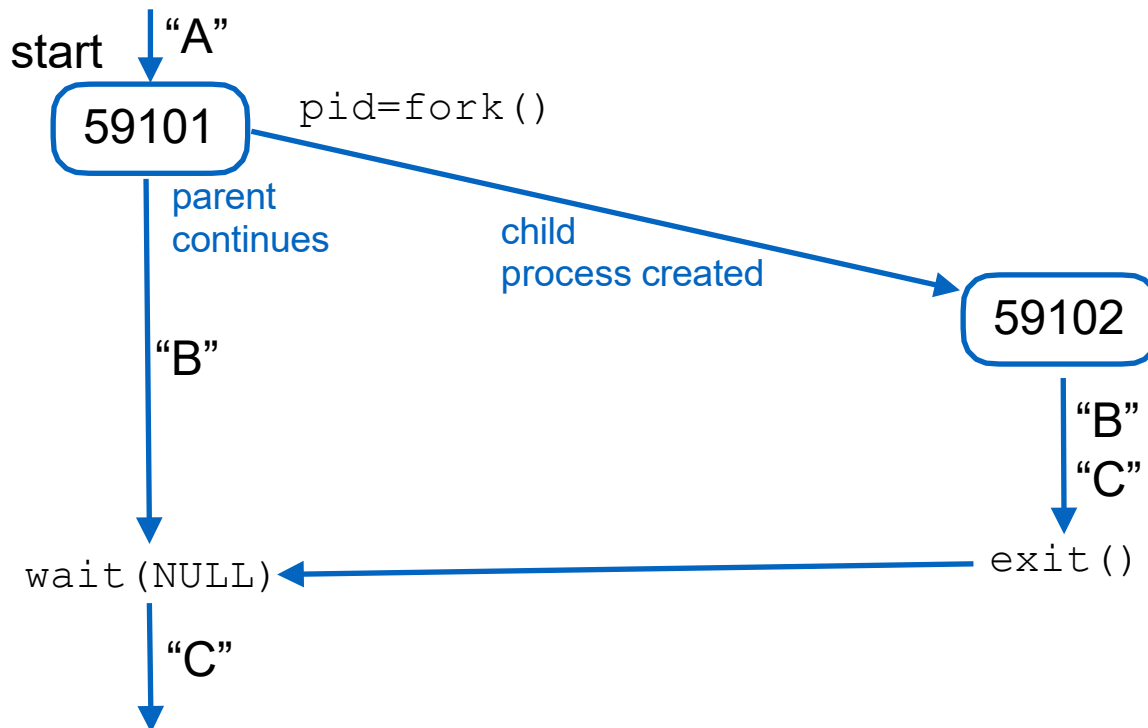 “A”
start
59101
pid=fork()
parent
continues
child
process created
59102
“B”
“B”
“C”
wait(NULL)
exit()
“C”